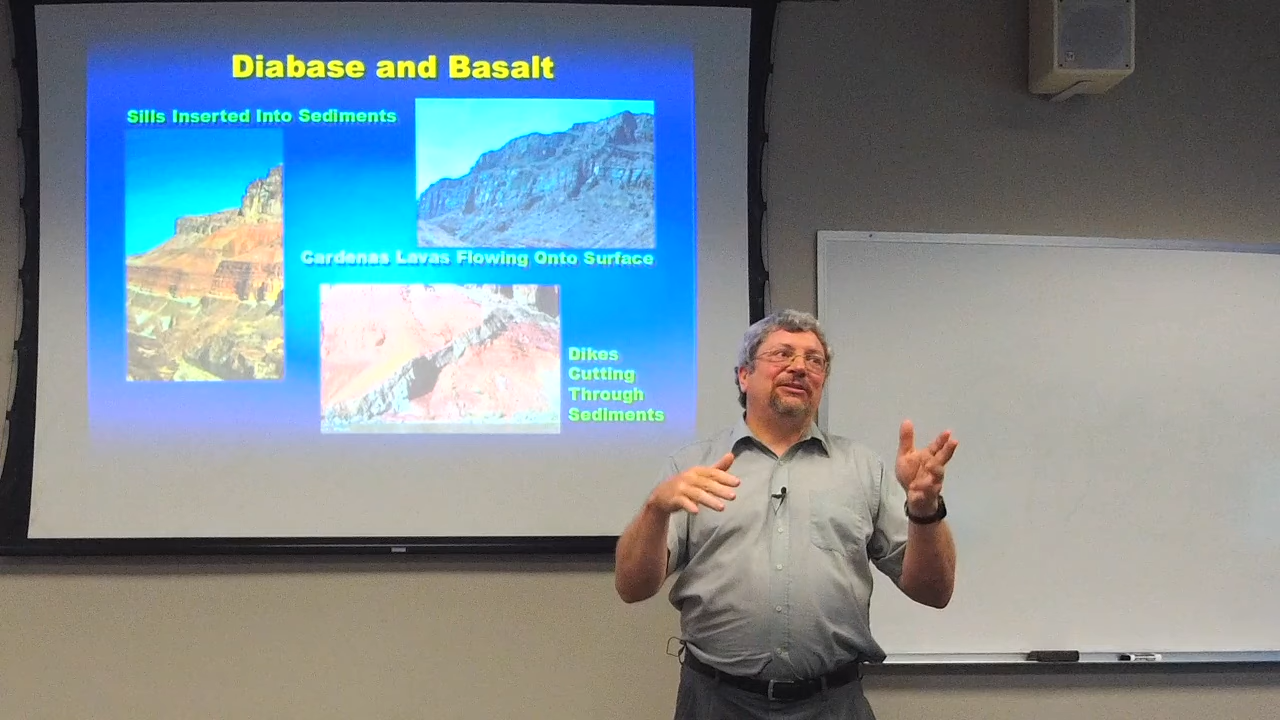 Diabase and Basalt
Sills Inserted Into Sediments
Cardenas Lavas Flowing Onto Surface
Dikes
Cutting
Through
Sediments